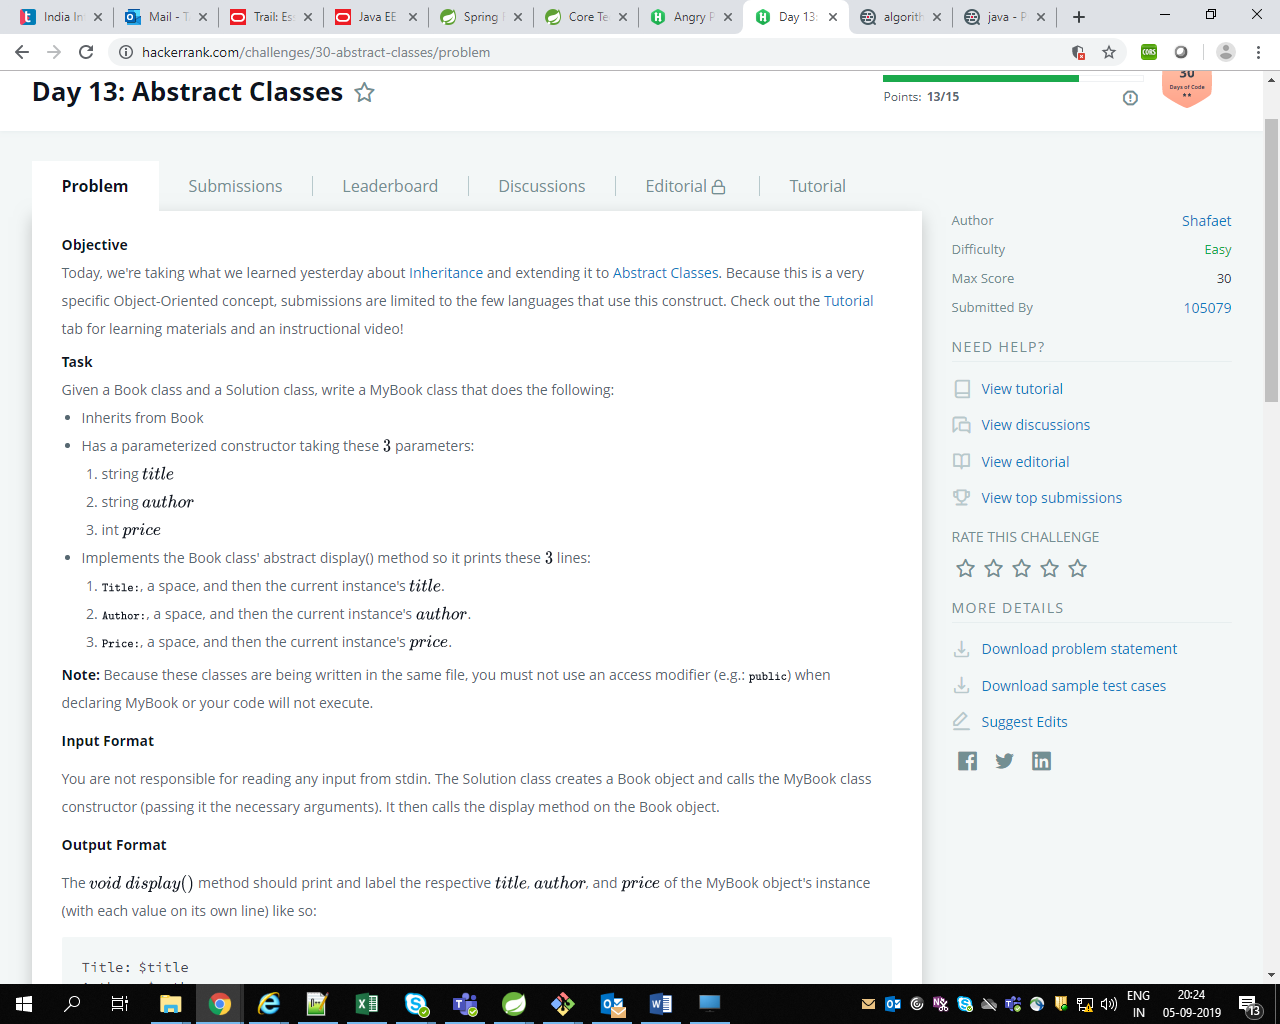 India In
Mail - T
Trail: Es
Java EE
Spring
Core Te
Angry P
Day 13:
algorith
java - P
hackerrank.com/challenges/30-abstract-classes/problem
CORS
Day 13: Abstract Classes
Points: 13/15
30
Days of Code
Problem
Submissions
Leaderboard
Discussions
Editorial
Tutorial
Objective
Today, we're taking what we learned yesterday about Inheritance and extending it to Abstract Classes. Because this is a very
specific Object-Oriented concept, submissions are limited to the few languages that use this construct. Check out the Tutorial
tab for learning materials and an instructional video!
Task
Given a Book class and a Solution class, write a MyBook class that does the following:
• Inherits from Book
• Has a parameterized constructor taking these 3 parameters:
1. string title
2. string author
3. int price
• Implements the Book class' abstract display() method so it prints these 3 lines:
1. Title:, a space, and then the current instance's title.
2. Author:, a space, and then the current instance's author.
3. Price:, a space, and then the current instance's price.
Note: Because these classes are being written in the same file, you must not use an access modifier (e.g.: public) when
declaring MyBook or your code will not execute.
Input Format
You are not responsible for reading any input from stdin. The Solution class creates a Book object and calls the MyBook class
constructor (passing it the necessary arguments). It then calls the display method on the Book object.
Output Format
The void display() method should print and label the respective title, author, and price of the MyBook object's instance
(with each value on its own line) like so:
Title: $title
Author Shafaet
Difficulty Easy
Max Score 30
Submitted By 105079
NEED HELP?
View tutorial
View discussions
View editorial
View top submissions
RATE THIS CHALLENGE
MORE DETAILS
Download problem statement
Download sample test cases
Suggest Edits
ENG
IN
20:24
05-09-2019
13